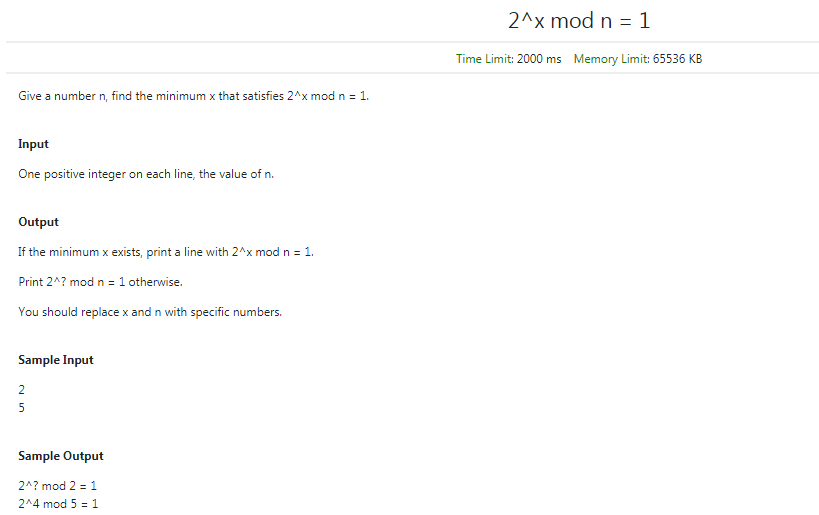 2^x mod n = 1
Time Limit: 2000 ms Memory Limit: 65536 KB
Give a number n, find the minimum x that satisfies 2^x mod n = 1.
Input
One positive integer on each line, the value of n.
Output
If the minimum x exists, print a line with 2^x mod n = 1.
Print 2^? mod n = 1 otherwise.
You should replace x and n with specific numbers.
Sample Input
2
5
Sample Output
2^? mod 2 = 1
2^4 mod 5 = 1